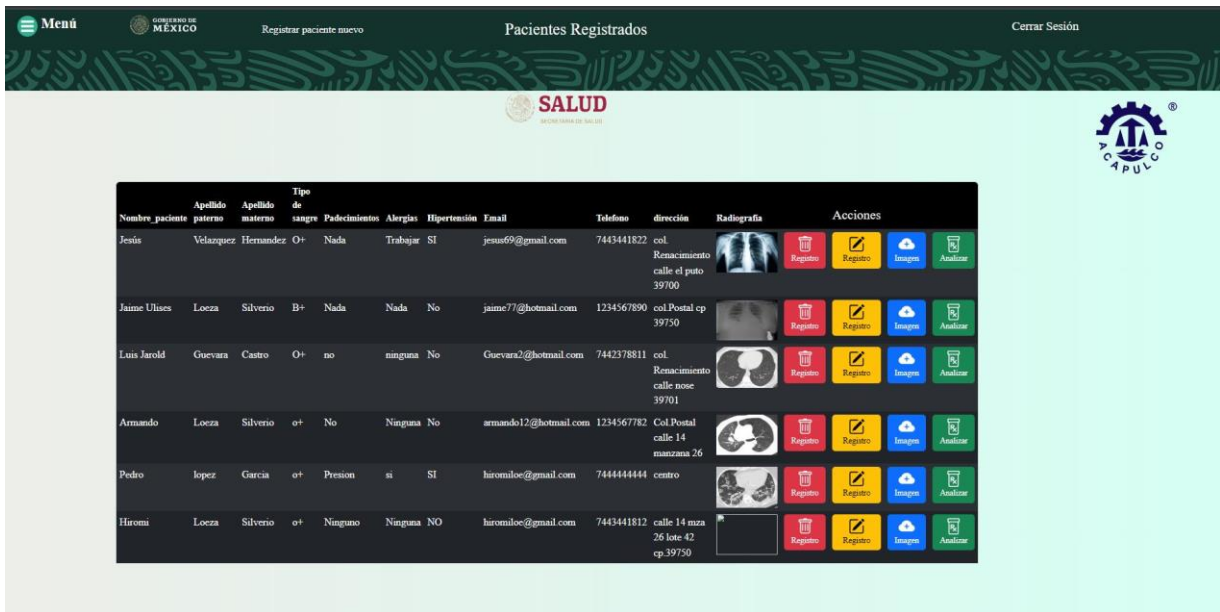 Menú
GOBIERNO DE
MÉXICO
Registrar paciente nuevo
Pacientes Registrados
Cerrar Sesión
SALUD
SECRETARÍA DE SALUD
®
ACAPULCO
Nombre_paciente Apellido paterno Apellido materno Tipo de sangre Padecimientos Alergias Hipertensión Email Telefono dirección Radiografia Acciones
Jesús Velazquez Hernandez O+ Nada Trabajar SI jesus69@gmail.com 7443441822 col.
Renacimiento
calle el puto
39700
Registro Registro Imagen Analizar
Jaime Ulises Loeza Silverio B+ Nada Nada No jaime77@hotmail.com 1234567890 col.Postal cp
39750
Registro Registro Imagen Analizar
Luis Jarold Guevara Castro O+ no ninguna No Guevara2@hotmail.com 7442378811 col.
Renacimiento
calle nose
39701
Registro Registro Imagen Analizar
Armando Loeza Silverio o+ No Ninguna No armando12@hotmail.com 1234567782 Col.Postal
calle 14
manzana 26
Registro Registro Imagen Analizar
Pedro lopez Garcia o+ Presion si SI hiromiloe@gmail.com 7444444444 centro
Registro Registro Imagen Analizar
Hiromi Loeza Silverio o+ Ninguno Ninguna NO hiromiloe@gmail.com 7443441812 calle 14 mza
26 lote 42
cp.39750
Registro Registro Imagen Analizar